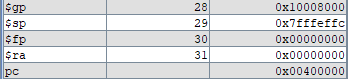 $gp 28 0x10008000
$sp 29 0x7fffeffc
$fp 30 0x00000000
$ra 31 0x00000000
pc 0x00400000